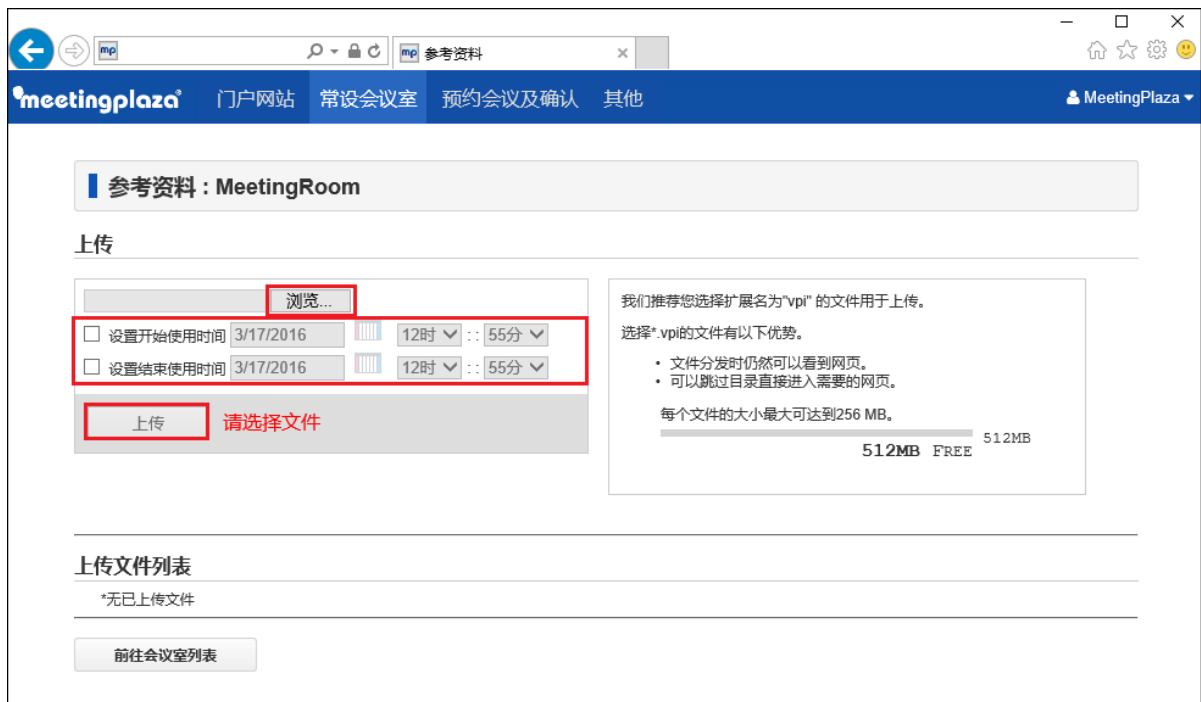 mp
mp 参考资料
meetingplaza 门户网站 常设会议室 预约会议及确认 其他 MeetingPlaza
参考资料 : MeetingRoom
上传
浏览...
设置开始使用时间 3/17/2016 12时 : : 55分
设置结束使用时间 3/17/2016 12时 : : 55分
上传 请选择文件
我们推荐您选择扩展名为"vpi" 的文件用于上传。
选择*.vpi的文件有以下优势。
• 文件分发时仍然可以看到网页。
• 可以跳过目录直接进入需要的网页。
每个文件的大小最大可达到256 MB。
512MB
512MB FREE
上传文件列表
*无已上传文件
前往会议室列表